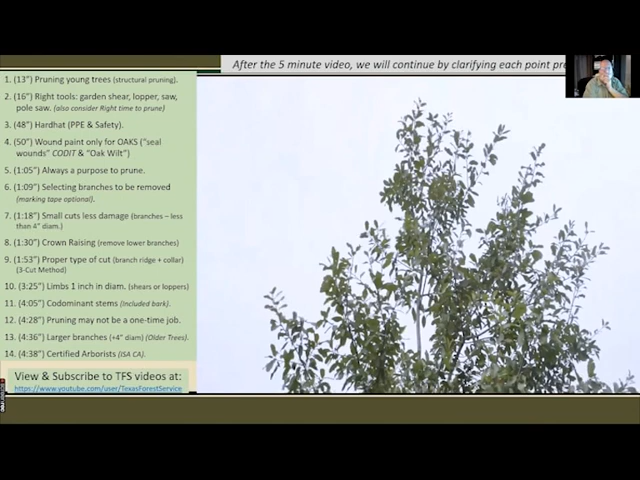 After the 5 minute video, we will continue by clarifying each point pre
1. (13") Pruning young trees (structural pruning).
2. (16") Right tools: garden shear, lopper, saw,
pole saw. (also consider Right time to prune)
3. (48") Hardhat (PPE & Safety).
4. (50") Wound paint only for OAKS ("seal
wounds" CODIT & "Oak Wilt")
5. (1:05") Always a purpose to prune.
6. (1:09") Selecting branches to be removed
(marking tape optional).
7. (1:18") Small cuts less damage (branches – less
than 4" diam.)
8. (1:30") Crown Raising (remove lower branches)
9. (1:53") Proper type of cut (branch ridge + collar)
(3-Cut Method)
10. (3:25") Limbs 1 inch in diam. (shears or loppers)
11. (4:05") Codominant stems (Included bark).
12. (4:28") Pruning may not be a one-time job.
13. (4:36") Larger branches (+4" diam) (Older Trees).
14. (4:38") Certified Arborists (ISA CA).
View & Subscribe to TFS videos at:
https://www.youtube.com/user/TexasForestService